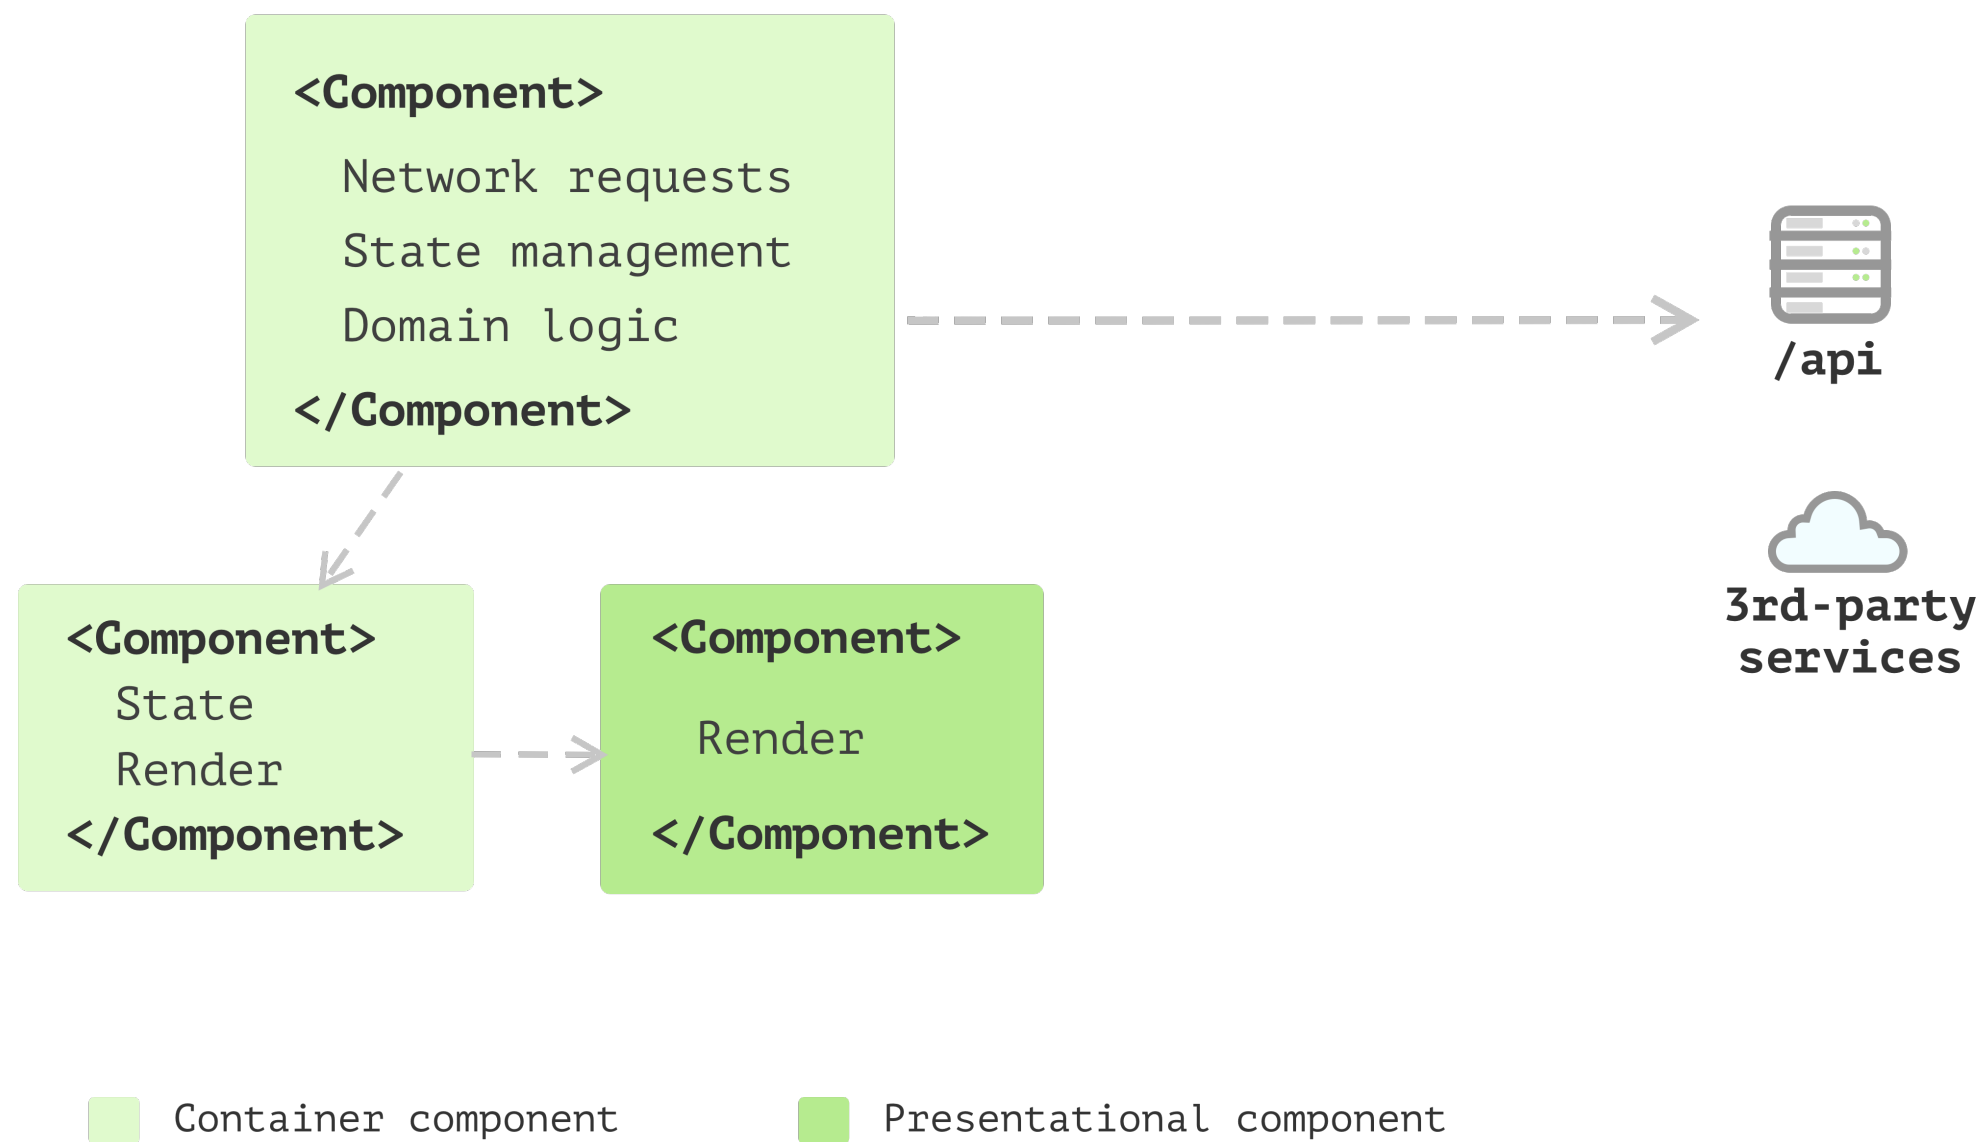 <Component>
Network requests
State management
Domain logic
</Component>
/api
3rd-party
services
<Component>
State
Render
</Component>
<Component>
Render
</Component>
Container component
Presentational component